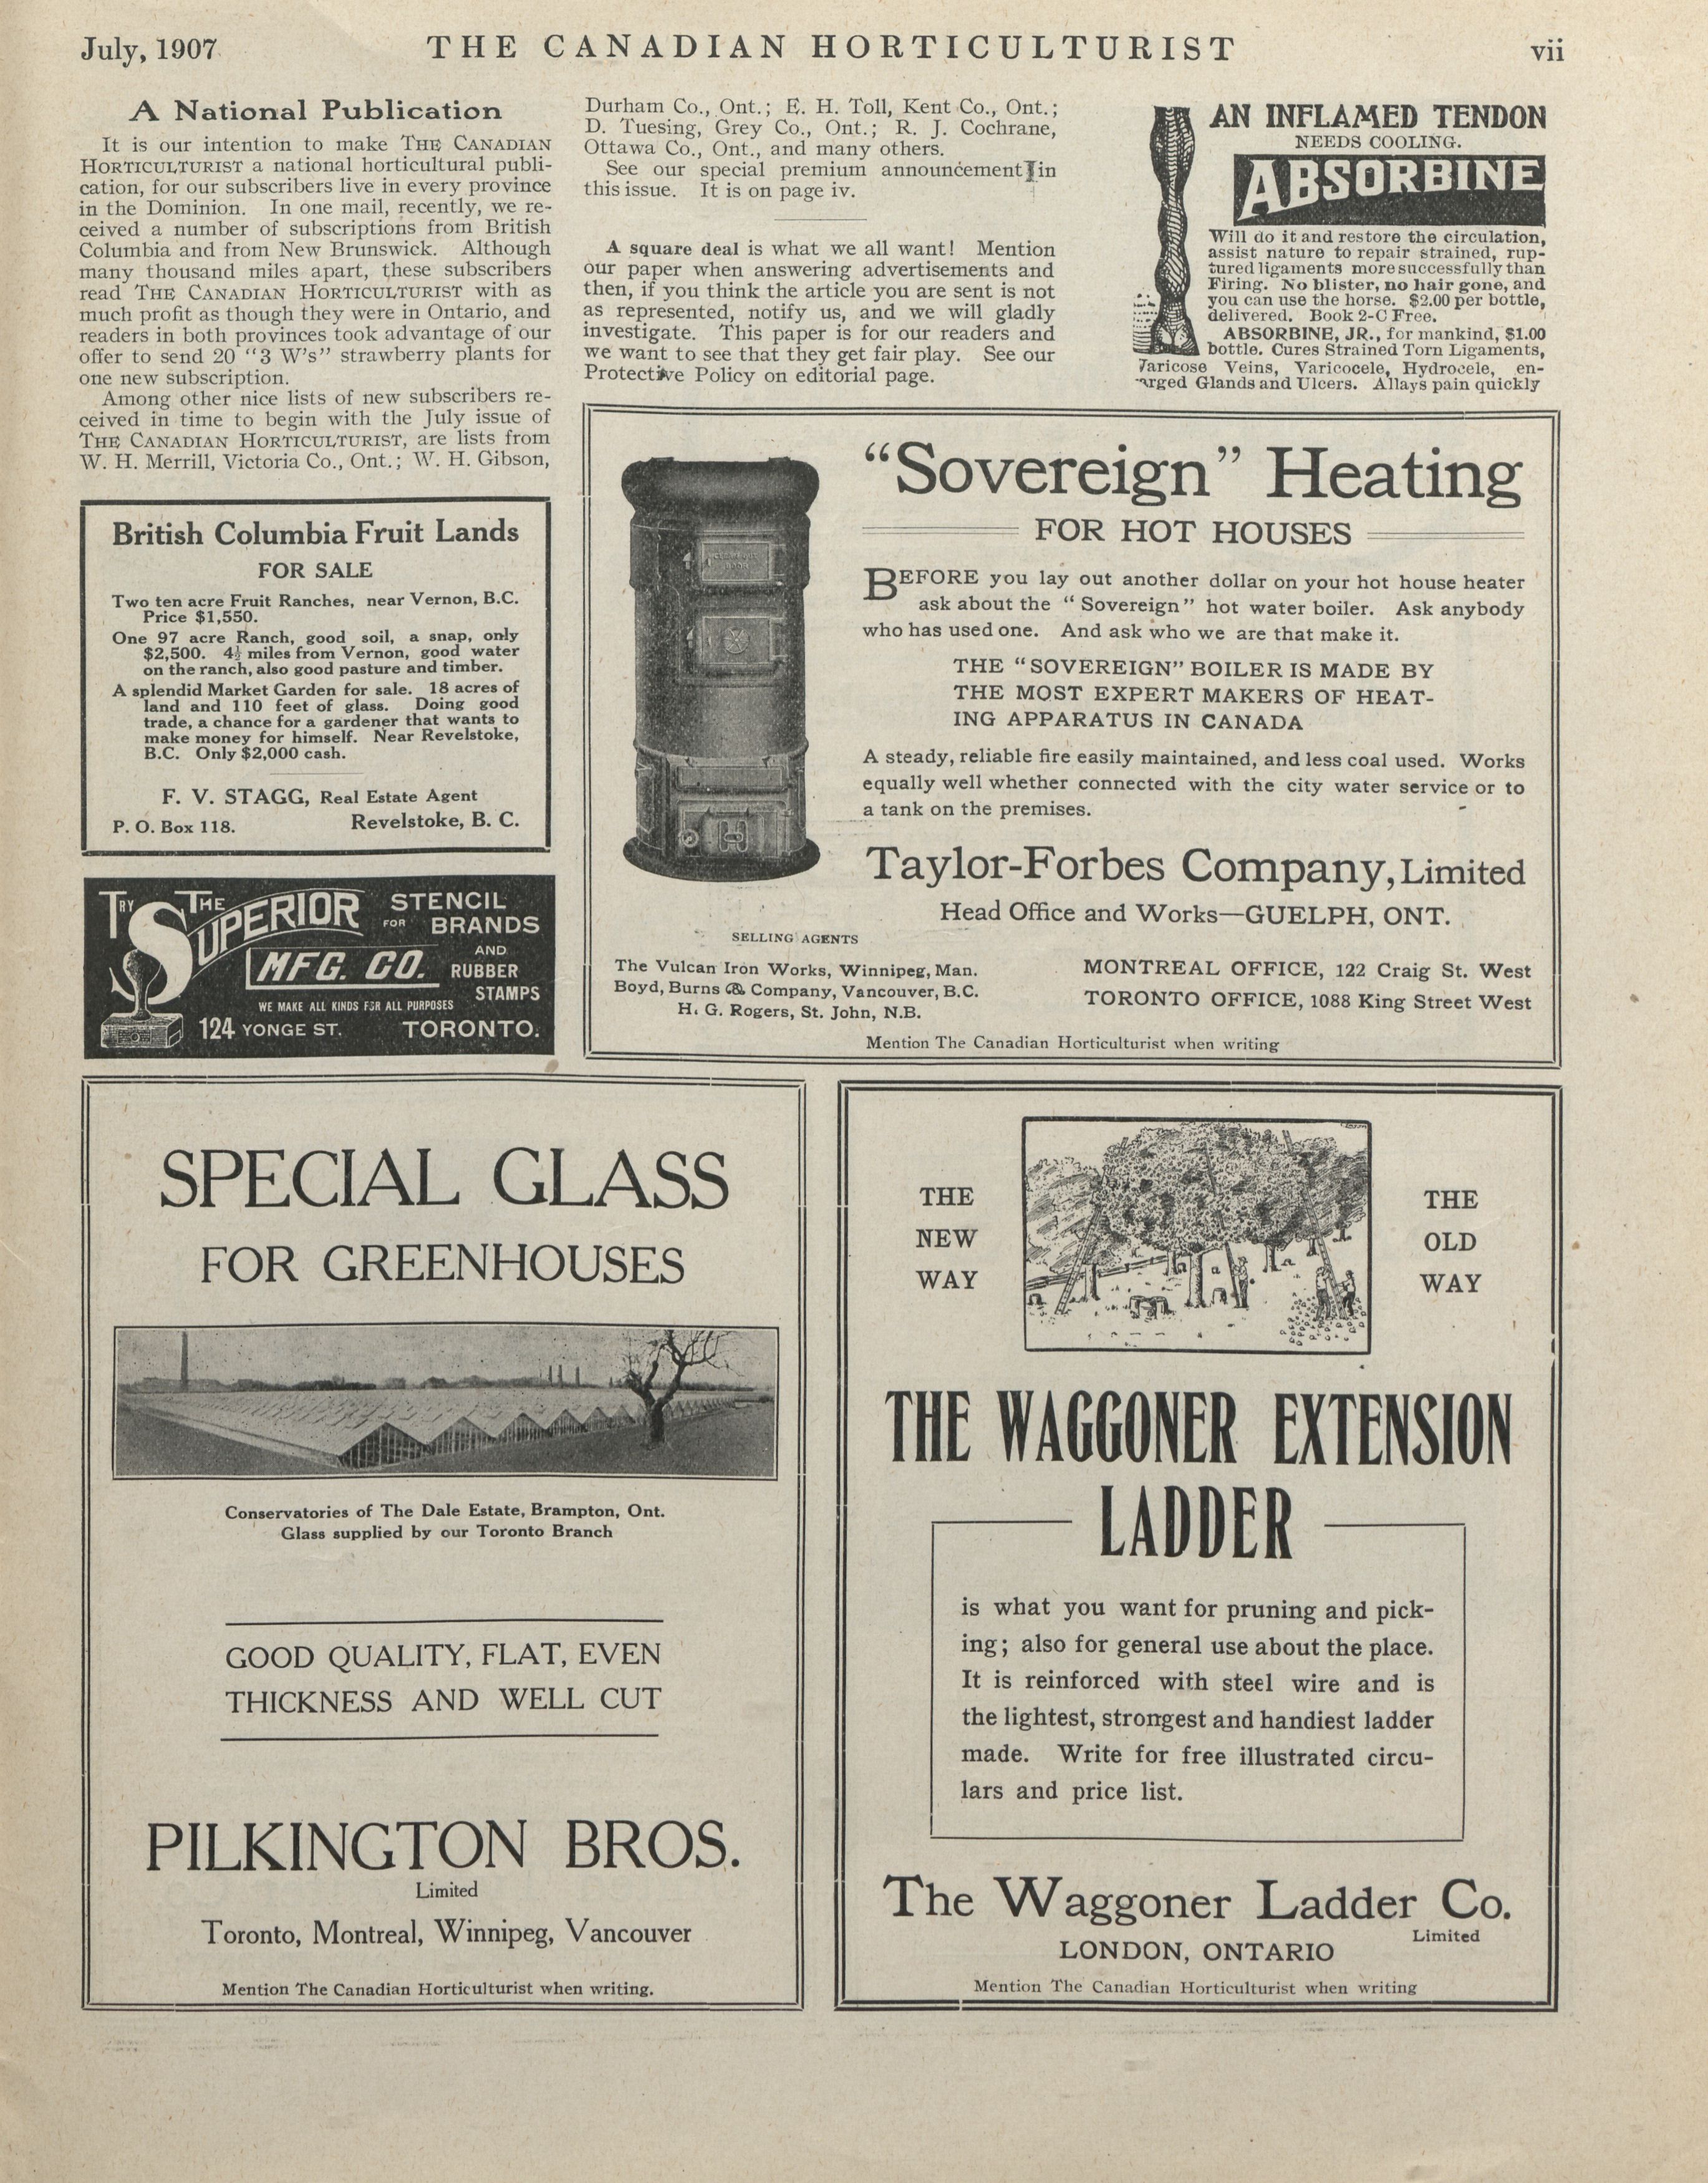 July, 1907
THE CANADIAN HORTICULTURIST
vii
A National Publication
It is our intention to make THE CANADIAN
HORTICULTURIST a national horticultural publi-
cation, for our subscribers live in every province
in the Dominion. In one mail, recently, we re-
ceived a number of subscriptions from British
Columbia and from New Brunswick. Although
many thousand miles apart, these subscribers
read THE CANADIAN HORTICULTURIST with as
much profit as though they were in Ontario, and
readers in both provinces took advantage of our
offer to send 20 "3 W's" strawberry plants for
one new subscription.
Among other nice lists of new subscribers re-
ceived in time to begin with the July issue of
THE CANADIAN HORTICULTURIST, are lists from
W. H. Merrill, Victoria Co., Ont.; W. H. Gibson,
Durham Co., Ont.; E. H. Toll, Kent Co., Ont.;
D. Tuesing, Grey Co., Ont.; R. J. Cochrane,
Ottawa Co., Ont., and many others.
See our special premium announcement in
this issue. It is on page iv.
A square deal is what we all want! Mention
our paper when answering advertisements and
then, if you think the article you are sent is not
as represented, notify us, and we will gladly
investigate. This paper is for our readers and
we want to see that they get fair play. See our
Protective Policy on editorial page.
AN INFLAMED TENDON
NEEDS COOLING.
ABSORBINE
Will do it and restore the circulation,
assist nature to repair strained, rup-
tured ligaments more successfully than
Firing. No blister, no hair gone, and
you can use the horse. $2.00 per bottle,
delivered. Book 2-C Free.
ABSORBINE, JR., for mankind, $1.00
bottle. Cures Strained Torn Ligaments,
Varicose Veins, Varicocele, Hydrocele, en-
arged Glands and Ulcers. Allays pain quickly
British Columbia Fruit Lands
FOR SALE
Two ten acre Fruit Ranches, near Vernon, B.C.
Price $1,550.
One 97 acre Ranch, good soil, a snap, only
$2,500. 4½ miles from Vernon, good water
on the ranch, also good pasture and timber.
A splendid Market Garden for sale. 18 acres of
land and 110 feet of glass. Doing good
trade, a chance for a gardener that wants to
make money for himself. Near Revelstoke,
B.C. Only $2,000 cash.
F. V. STAGG, Real Estate Agent
P. O. Box 118. Revelstoke, B. C.
TRY THE
SUPERIOR
MFG. CO.
STENCIL
FOR BRANDS
AND
RUBBER
STAMPS
WE MAKE ALL KINDS FOR ALL PURPOSES
124 YONGE ST. TORONTO.
"Sovereign" Heating
FOR HOT HOUSES
BEFORE you lay out another dollar on your hot house heater
ask about the "Sovereign" hot water boiler. Ask anybody
who has used one. And ask who we are that make it.
THE "SOVEREIGN" BOILER IS MADE BY
THE MOST EXPERT MAKERS OF HEAT-
ING APPARATUS IN CANADA
A steady, reliable fire easily maintained, and less coal used. Works
equally well whether connected with the city water service or to
a tank on the premises.
Taylor-Forbes Company, Limited
Head Office and Works—GUELPH, ONT.
SELLING AGENTS
The Vulcan Iron Works, Winnipeg, Man.
Boyd, Burns & Company, Vancouver, B.C.
H. G. Rogers, St. John, N.B.
MONTREAL OFFICE, 122 Craig St. West
TORONTO OFFICE, 1088 King Street West
Mention The Canadian Horticulturist when writing
SPECIAL GLASS
FOR GREENHOUSES
Conservatories of The Dale Estate, Brampton, Ont.
Glass supplied by our Toronto Branch
GOOD QUALITY, FLAT, EVEN
THICKNESS AND WELL CUT
PILKINGTON BROS.
Limited
Toronto, Montreal, Winnipeg, Vancouver
Mention The Canadian Horticulturist when writing.
THE
NEW
WAY
THE
OLD
WAY
THE WAGGONER EXTENSION
LADDER
is what you want for pruning and pick-
ing; also for general use about the place.
It is reinforced with steel wire and is
the lightest, strongest and handiest ladder
made. Write for free illustrated circu-
lars and price list.
The Waggoner Ladder Co.
Limited
LONDON, ONTARIO
Mention The Canadian Horticulturist when writing